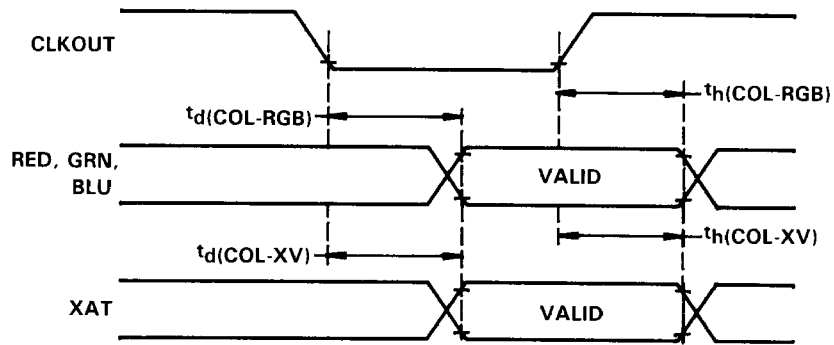 CLKOUT
th(COL-RGB)
td(COL-RGB)
RED, GRN,
BLU
VALID
th(COL-XV)
td(COL-XV)
XAT
VALID